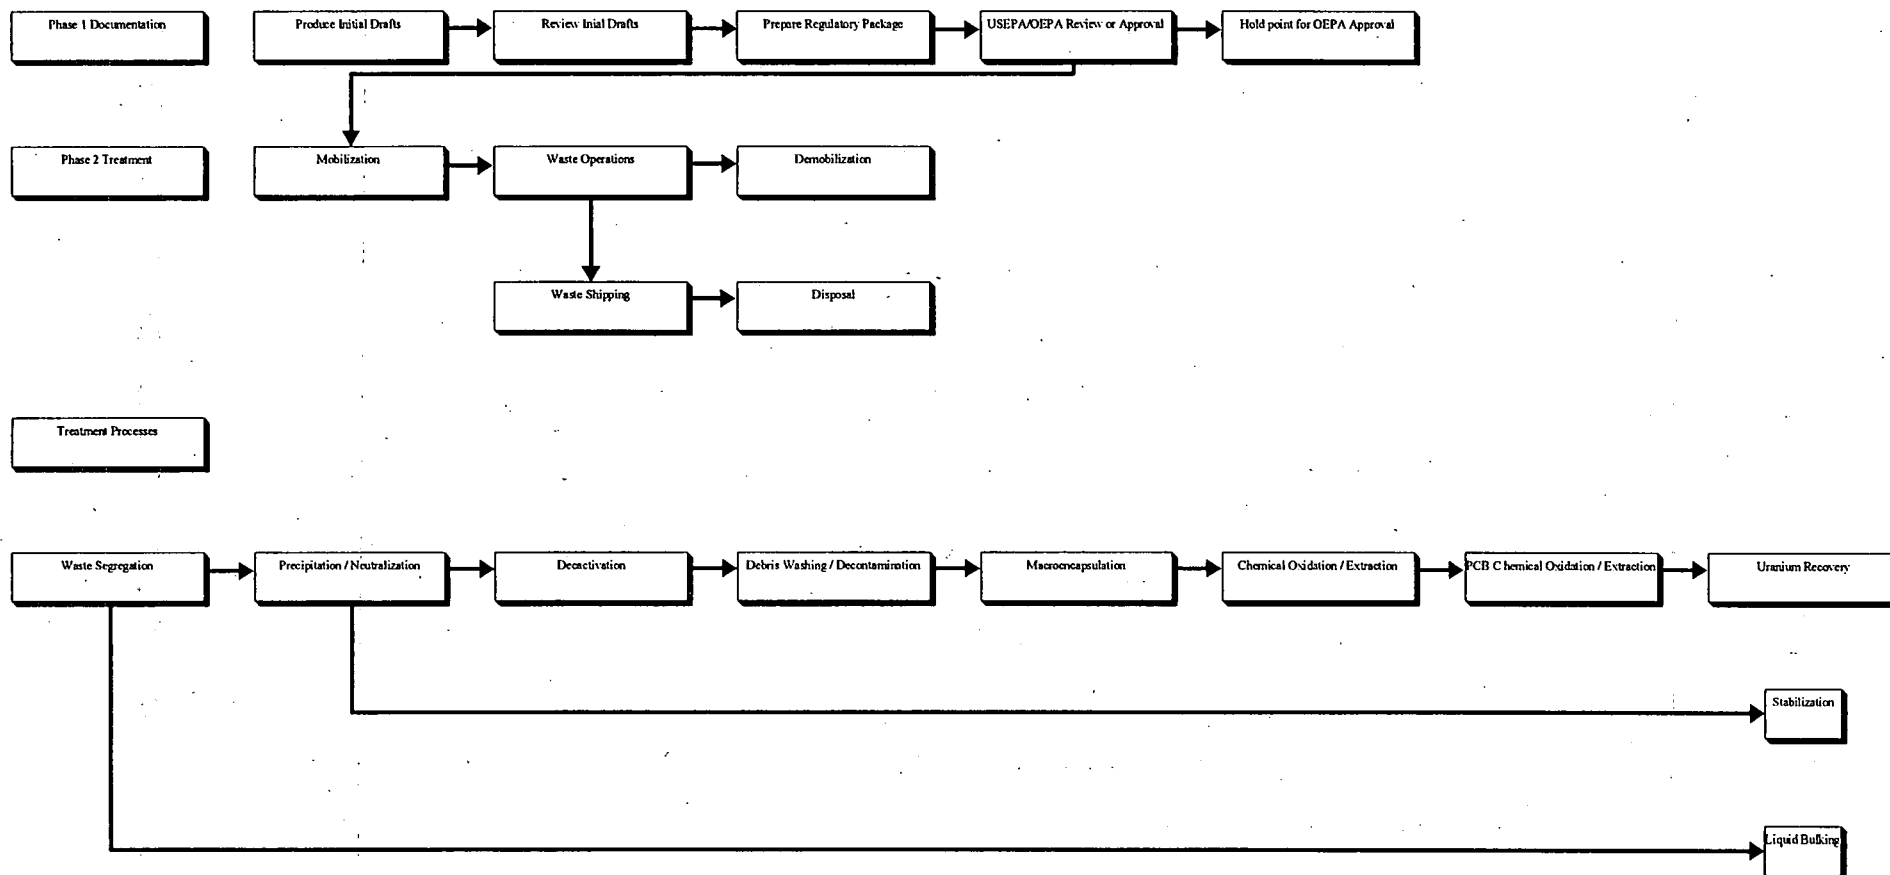 Phase 1 Documentation
Produce Initial Drafts
Review Inial Drafts
Prepare Regulatory Package
USEPA/OEPA Review or Approval
Hold point for OEPA Approval
Phase 2 Treatment
Mobilization
Waste Operations
Demobilization
Waste Shipping
Disposal
Treatment Processes
Waste Segregation
Precipitation / Neutralization
Deactivation
Debris Washing / Decontamination
Macroencapsulation
Chemical Oxidation / Extraction
PCB Chemical Oxidation / Extraction
Uranium Recovery
Stabilization
Liquid Bulking